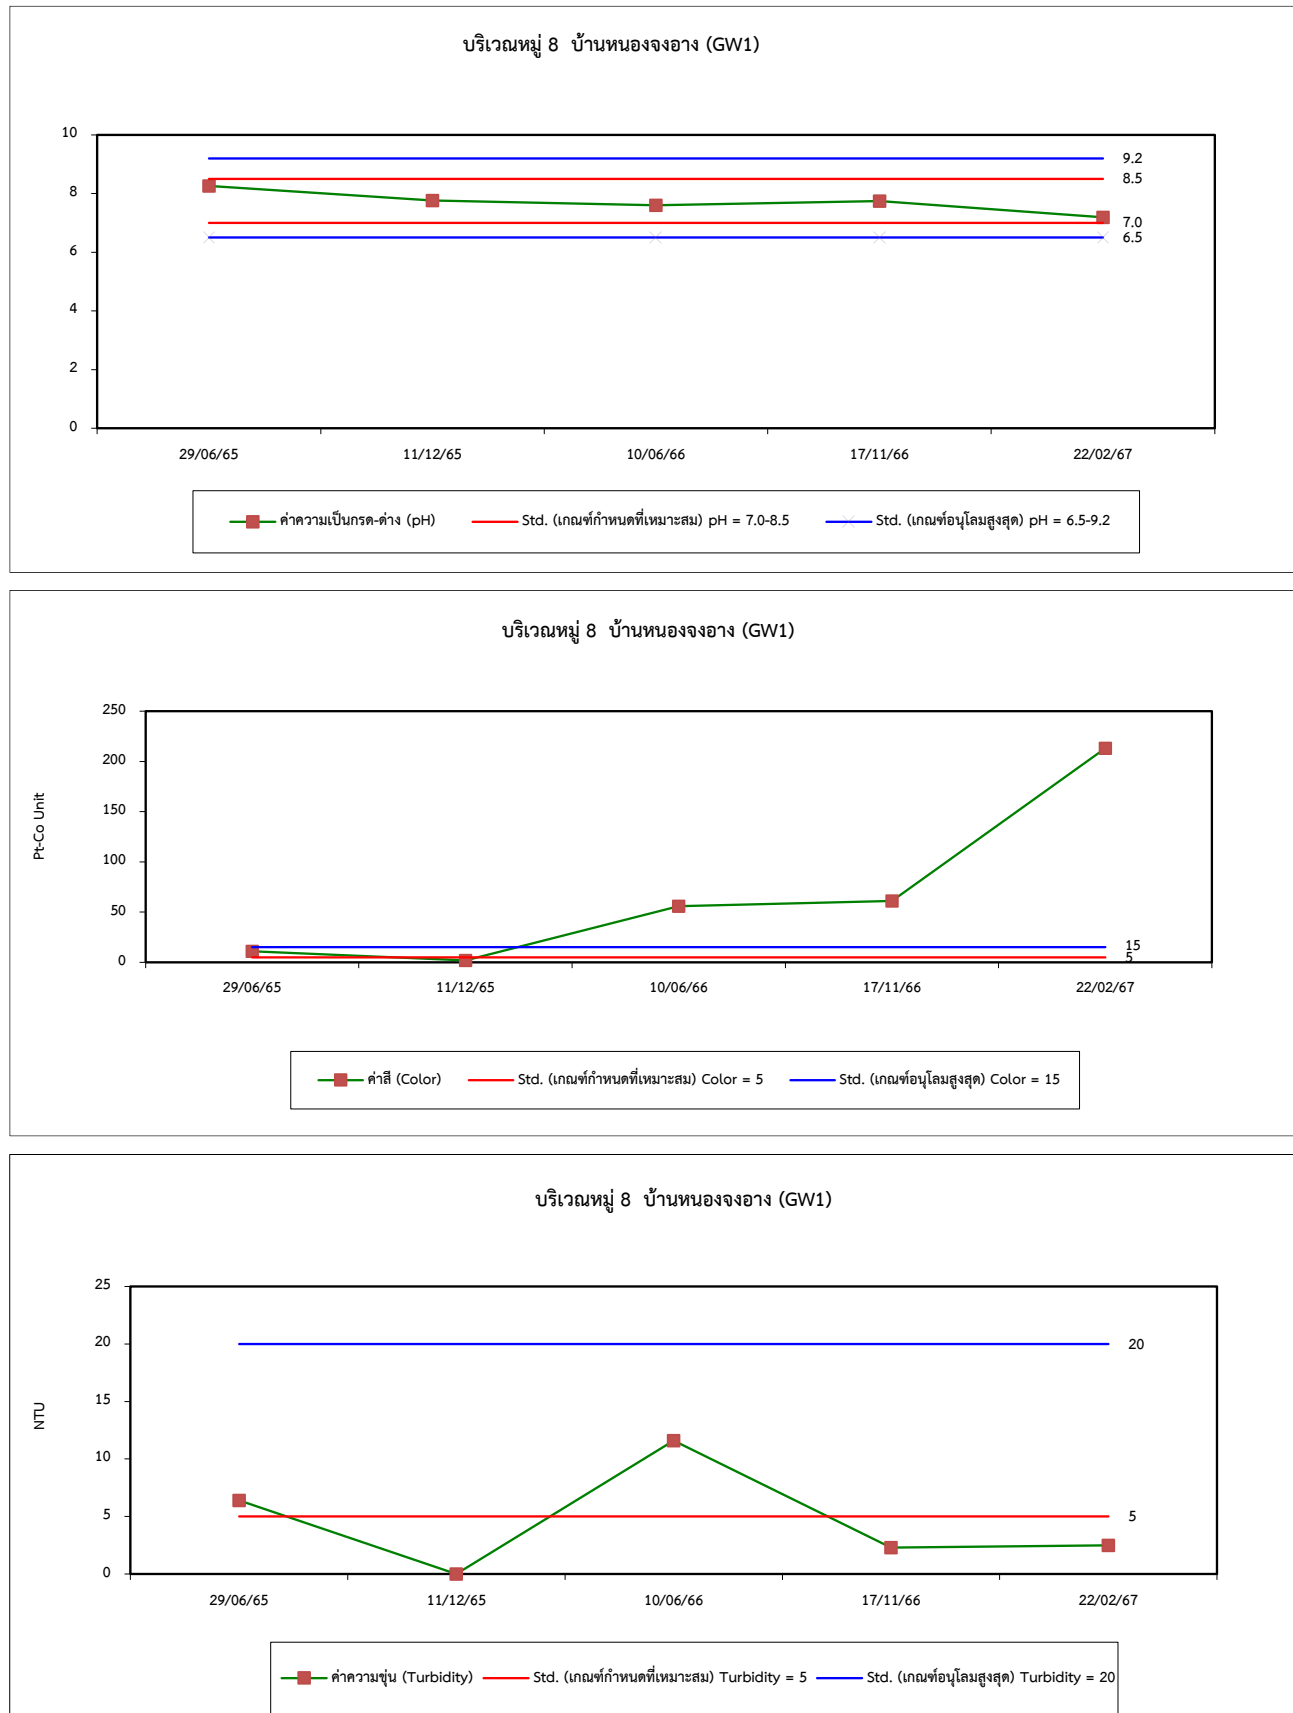 บริเวณหมู่ 8 บ้านหนองจงอาง (GW1)
10
8
6
4
2
0
9.2
8.5
7.0
6.5
29/06/65 11/12/65 10/06/66 17/11/66 22/02/67
ค่าความเป็นกรด-ด่าง (pH) Std. (เกณฑ์กำหนดที่เหมาะสม) pH = 7.0-8.5 Std. (เกณฑ์อนุโลมสูงสุด) pH = 6.5-9.2
บริเวณหมู่ 8 บ้านหนองจงอาง (GW1)
Pt-Co Unit
250
200
150
100
50
0
15
5
29/06/65 11/12/65 10/06/66 17/11/66 22/02/67
ค่าสี (Color) Std. (เกณฑ์กำหนดที่เหมาะสม) Color = 5 Std. (เกณฑ์อนุโลมสูงสุด) Color = 15
บริเวณหมู่ 8 บ้านหนองจงอาง (GW1)
NTU
25
20
15
10
5
0
20
5
29/06/65 11/12/65 10/06/66 17/11/66 22/02/67
ค่าความขุ่น (Turbidity) Std. (เกณฑ์กำหนดที่เหมาะสม) Turbidity = 5 Std. (เกณฑ์อนุโลมสูงสุด) Turbidity = 20